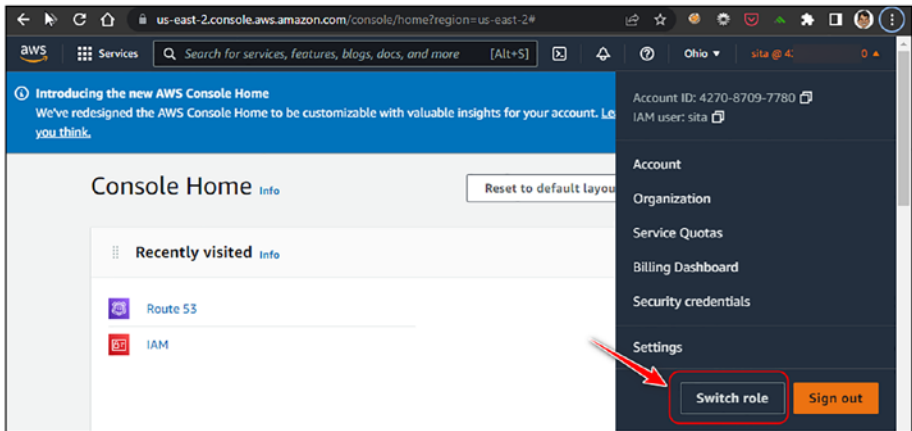 us-east-2.console.aws.amazon.com/console/home?region=us-east-2#
aws Services Search for services, features, blogs, docs, and more [Alt+S] Ohio sita @ 4 0
Introducing the new AWS Console Home
We've redesigned the AWS Console Home to be customizable with valuable insights for your account. Le
you think.
Account ID: 4270-8709-7780
IAM user: sita
Account
Organization
Service Quotas
Billing Dashboard
Security credentials
Settings
Switch role Sign out
Console Home Info
Reset to default layou
Recently visited Info
Route 53
IAM